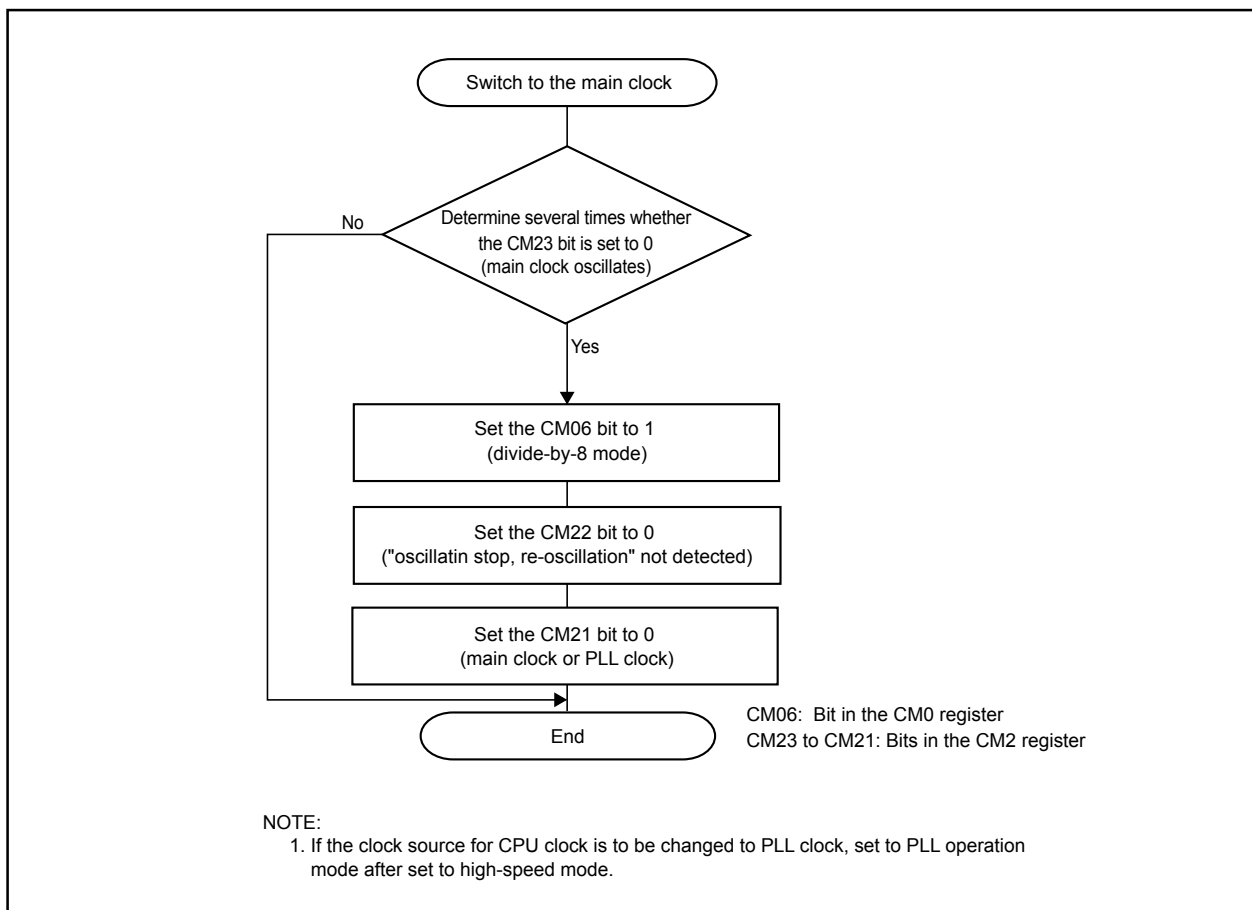 Switch to the main clock
Determine several times whether
the CM23 bit is set to 0
(main clock oscillates)
No
Yes
Set the CM06 bit to 1
(divide-by-8 mode)
Set the CM22 bit to 0
("oscillatin stop, re-oscillation" not detected)
Set the CM21 bit to 0
(main clock or PLL clock)
End
CM06: Bit in the CM0 register
CM23 to CM21: Bits in the CM2 register
NOTE:
1. If the clock source for CPU clock is to be changed to PLL clock, set to PLL operation
mode after set to high-speed mode.